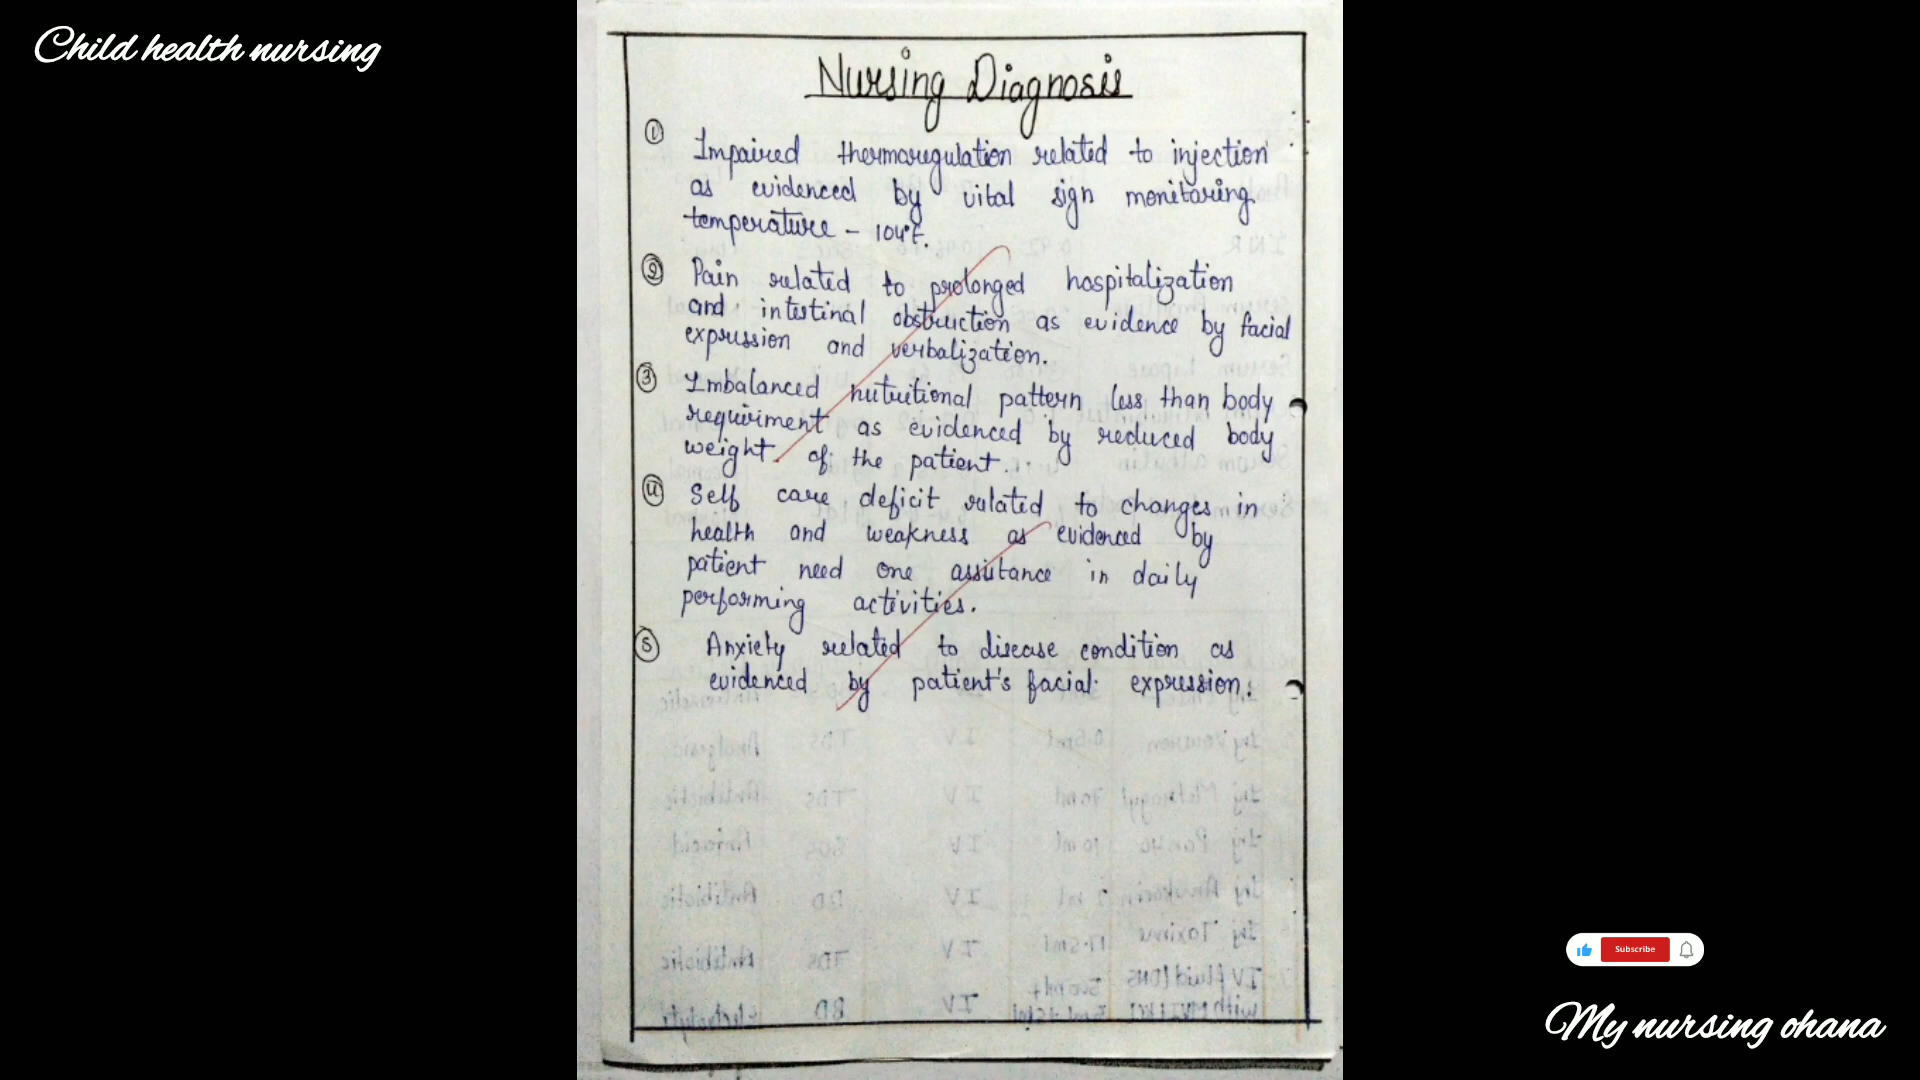 Child health nursing
Nursing Diagnosis
① Impaired thermoregulation related to injection
as evidenced by vital sign monitoring
temperature - 104°F.
② Pain related to prolonged hospitalization
and intestinal obstruction as evidence by facial
expression and verbalization.
③ Imbalanced nutritional pattern less than body
requirment as evidenced by reduced body
weight of the patient.
④ Self care deficit related to changes in
health and weakness as evidenced by
patient need one assistance in daily
performing activities.
⑤ Anxiety related to disease condition as
evidenced by patient's facial expression.
Subscribe
My nursing ohana